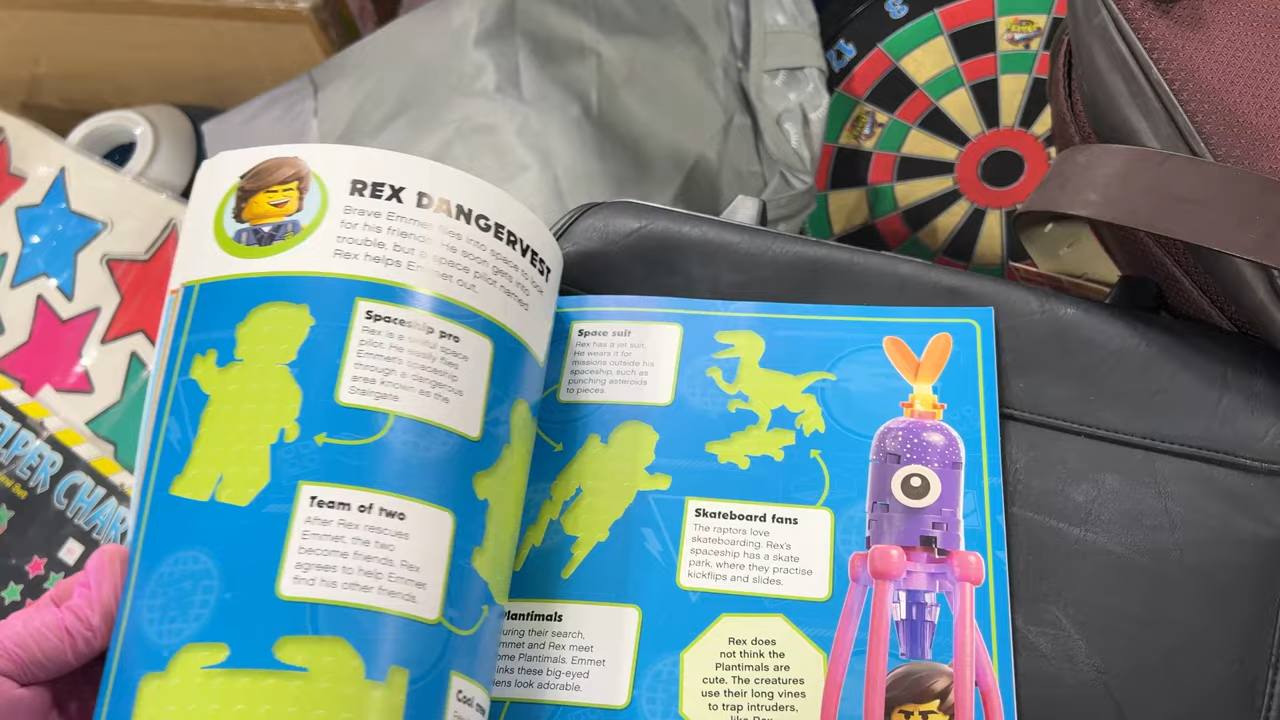 REX DANGERVEST
Brave Emmet flies into space to look
for his friends. He soon gets into
trouble, but a space pilot named
Rex helps Emmet out.
Spaceship pro
Rex is a skilful space
pilot. He easily flies
Emmet's spaceship
through a dangerous
area known as the
Stairgate.
Team of two
After Rex rescues
Emmet, the two
become friends. Rex
agrees to help Emmet
find his other friends.
Space suit
Rex has a jet suit.
He wears it for
missions outside his
spaceship, such as
punching asteroids
to pieces.
Skateboard fans
The raptors love
skateboarding. Rex's
spaceship has a skate
park, where they practise
kickflips and slides.
Plantimals
uring their search,
mmet and Rex meet
ome Plantimals. Emmet
inks these big-eyed
iens look adorable.
Rex does
not think the
Plantimals are
cute. The creatures
use their long vines
to trap intruders,
like Rex
Cool
ELPER CHAR
3
17